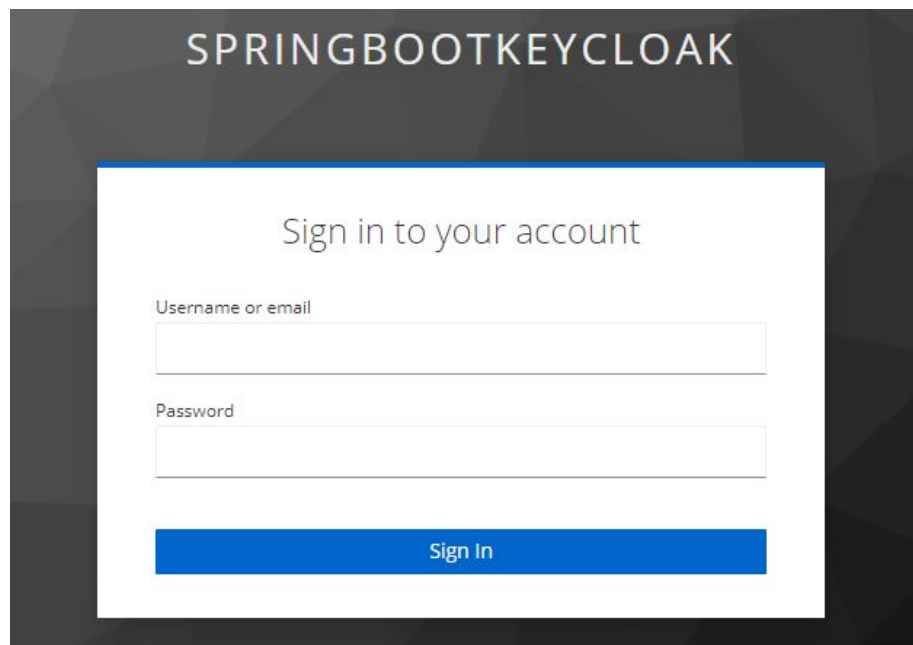 SPRINGBOOTKEYCLOAK
Sign in to your account
Username or email
Password
Sign In